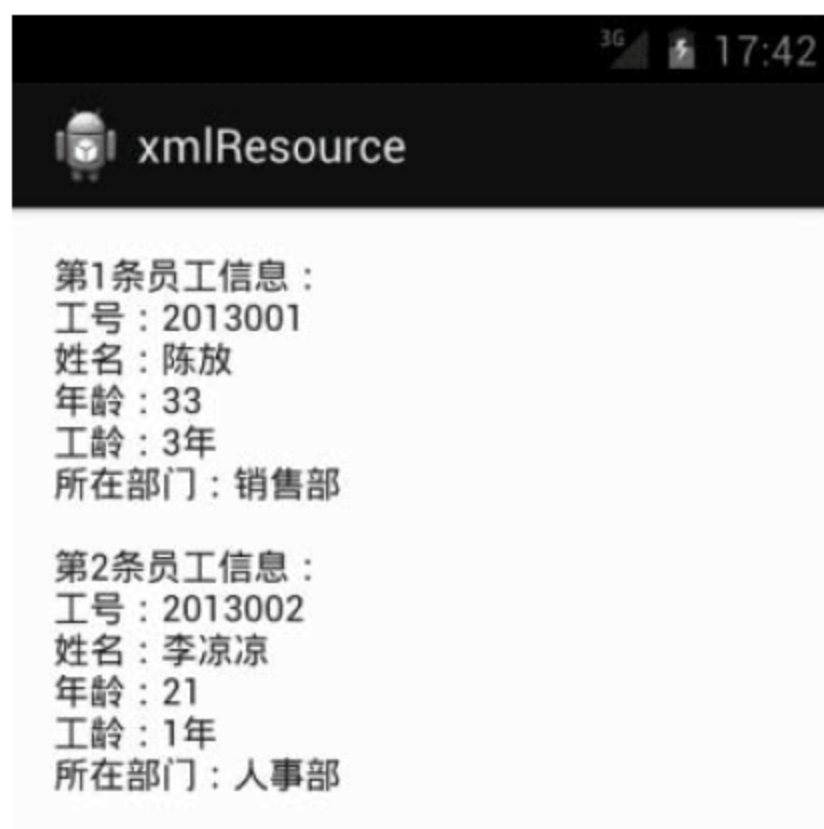 3G 17:42
xmlResource
第1条员工信息：
工号：2013001
姓名：陈放
年龄：33
工龄：3年
所在部门：销售部
第2条员工信息：
工号：2013002
姓名：李凉凉
年龄：21
工龄：1年
所在部门：人事部